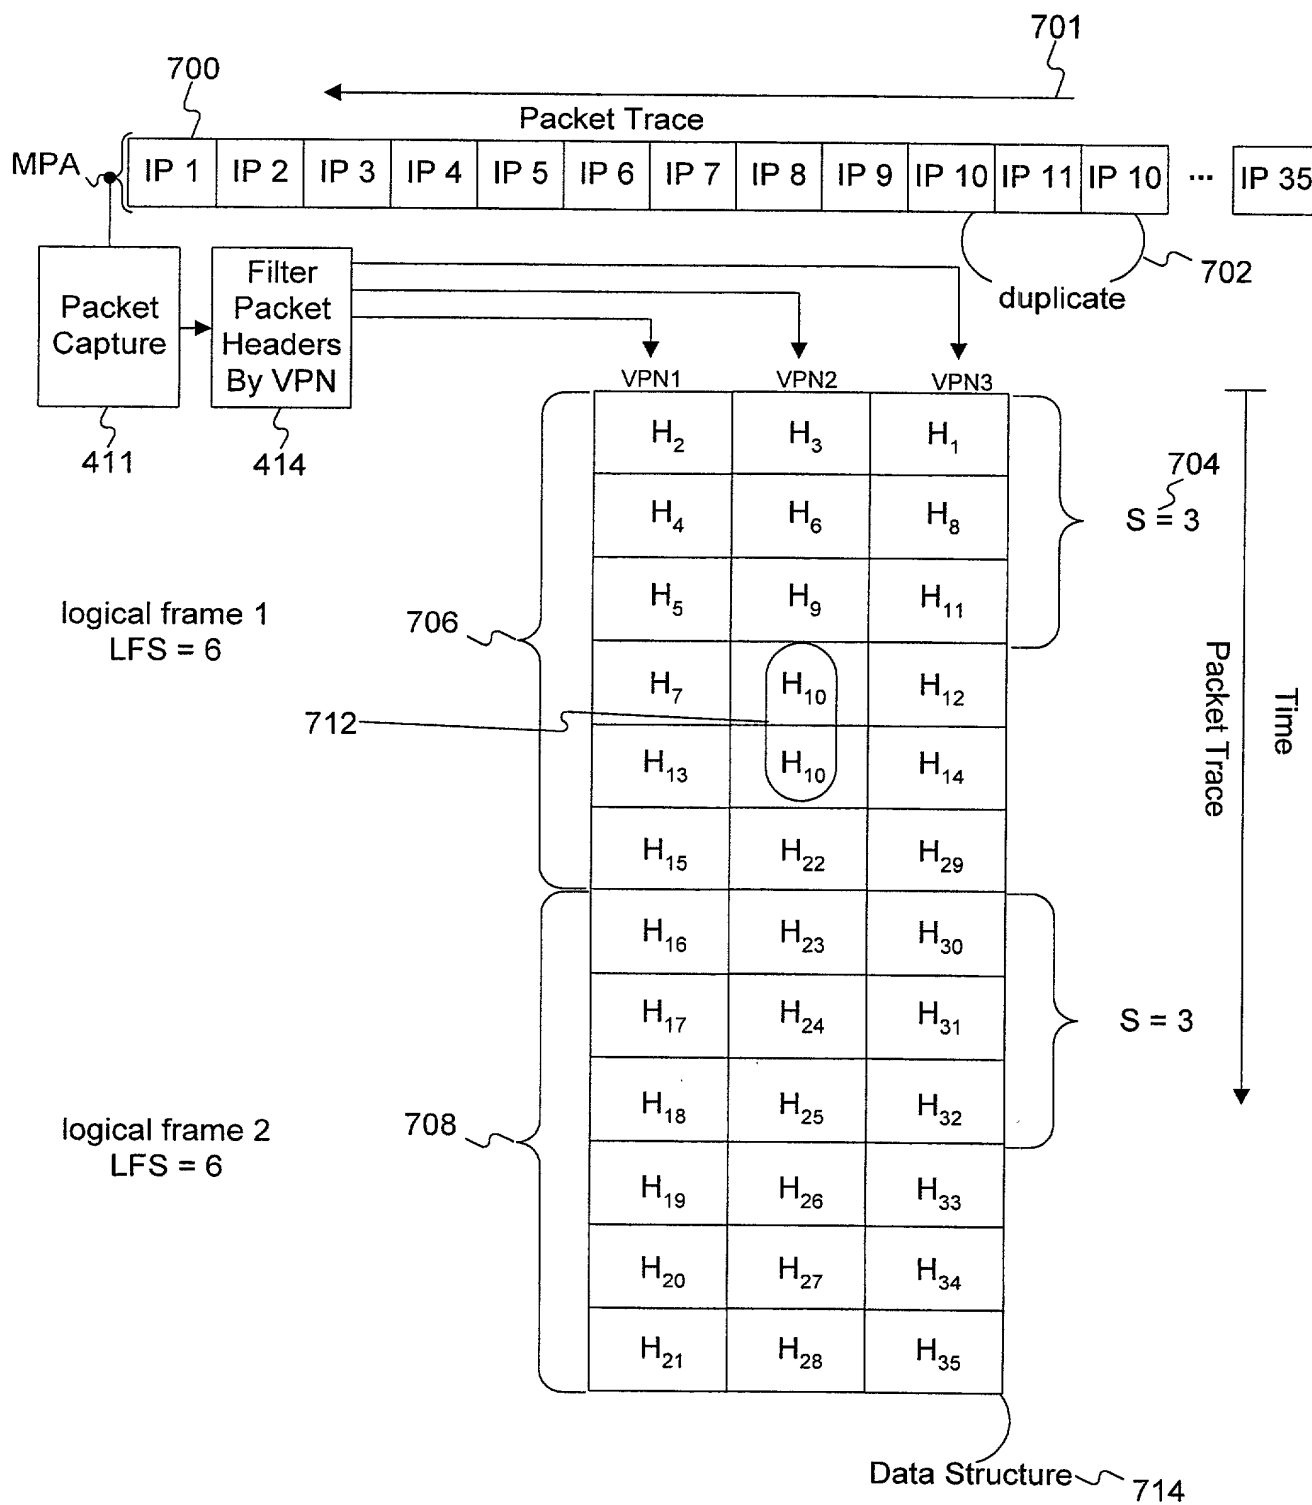 701
700
Packet Trace
MPA
IP 1 IP 2 IP 3 IP 4 IP 5 IP 6 IP 7 IP 8 IP 9 IP 10 IP 11 IP 10 ... IP 35
702
duplicate
Packet
Capture
Filter
Packet
Headers
By VPN
411
414
VPN1 VPN2 VPN3
H2 H3 H1
H4 H6 H8
H5 H9 H11
H7 H10 H12
H13 H10 H14
H15 H22 H29
H16 H23 H30
H17 H24 H31
H18 H25 H32
H19 H26 H33
H20 H27 H34
H21 H28 H35
704
S = 3
logical frame 1
LFS = 6
706
712
Time
Packet Trace
S = 3
logical frame 2
LFS = 6
708
Data Structure
714